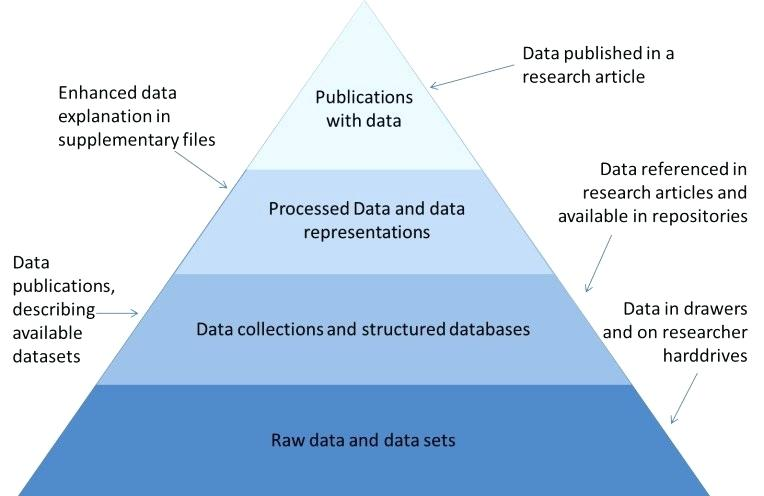 Data published in a
research article
Enhanced data
explanation in
supplementary files
Publications
with data
Data referenced in
research articles and
available in repositories
Processed Data and data
representations
Data
publications,
describing
available
datasets
Data collections and structured databases
Data in drawers
and on researcher
harddrives
Raw data and data sets